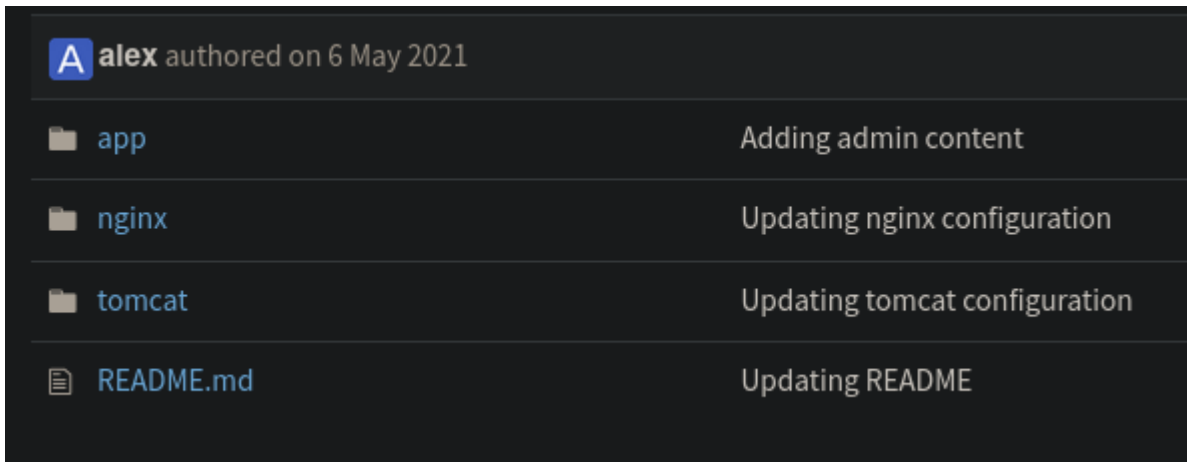 A alex authored on 6 May 2021
app Adding admin content
nginx Updating nginx configuration
tomcat Updating tomcat configuration
README.md Updating README